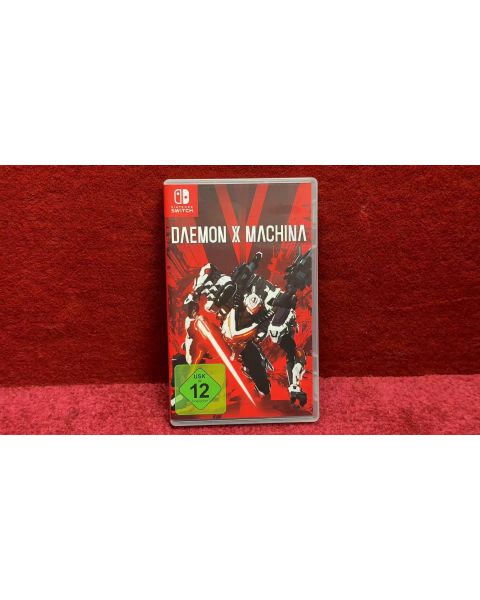 NINTENDO
SWITCH
DAEMON X MACHINA
USK
12